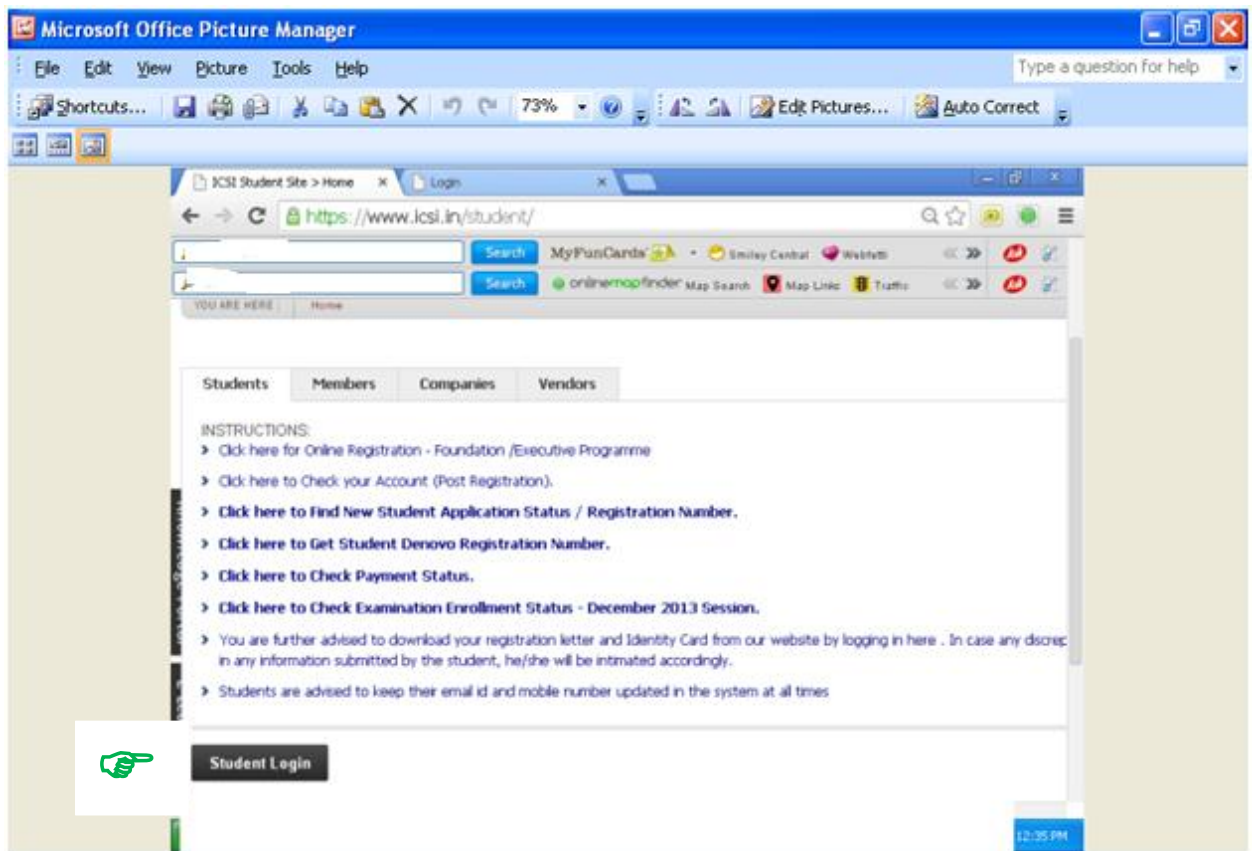 Microsoft Office Picture Manager
File Edit View Picture Tools Help Type a question for help
Shortcuts... 73% Edit Pictures... Auto Correct
ICSI Student Site > Home Login
https://www.icsi.in/student/
Search MyFunCards Smiley Central Webfetti
Search onlinemapfinder Map Search Map Links Traffic
YOU ARE HERE : Home
Students Members Companies Vendors
INSTRUCTIONS:
Click here for Online Registration - Foundation /Executive Programme
Click here to Check your Account (Post Registration).
Click here to Find New Student Application Status / Registration Number.
Click here to Get Student Denovo Registration Number.
Click here to Check Payment Status.
Click here to Check Examination Enrollment Status - December 2013 Session.
You are further advised to download your registration letter and Identity Card from our website by logging in here . In case any discrep
in any information submitted by the student, he/she will be intimated accordingly.
Students are advised to keep their email id and mobile number updated in the system at all times
Student Login
12:35 PM